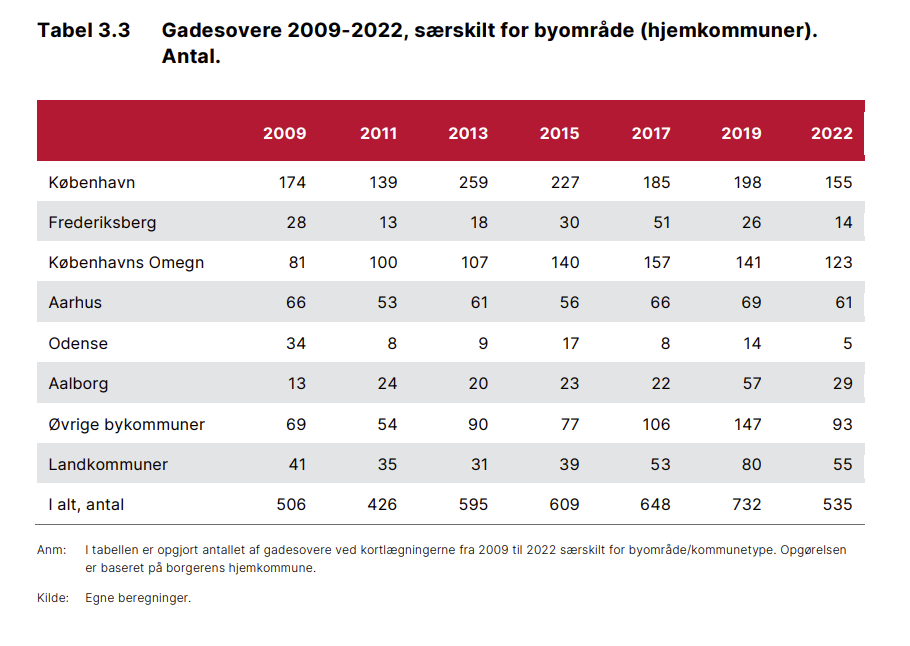 Tabel 3.3 Gadesovere 2009-2022, særskilt for byområde (hjemkommuner).
Antal.
2009 2011 2013 2015 2017 2019 2022
København 174 139 259 227 185 198 155
Frederiksberg 28 13 18 30 51 26 14
Københavns Omegn 81 100 107 140 157 141 123
Aarhus 66 53 61 56 66 69 61
Odense 34 8 9 17 8 14 5
Aalborg 13 24 20 23 22 57 29
Øvrige bykommuner 69 54 90 77 106 147 93
Landkommuner 41 35 31 39 53 80 55
I alt, antal 506 426 595 609 648 732 535
Anm: I tabellen er opgjort antallet af gadesovere ved kortlægningerne fra 2009 til 2022 særskilt for byområde/kommunetype. Opgørelsen
er baseret på borgerens hjemkommune.
Kilde: Egne beregninger.